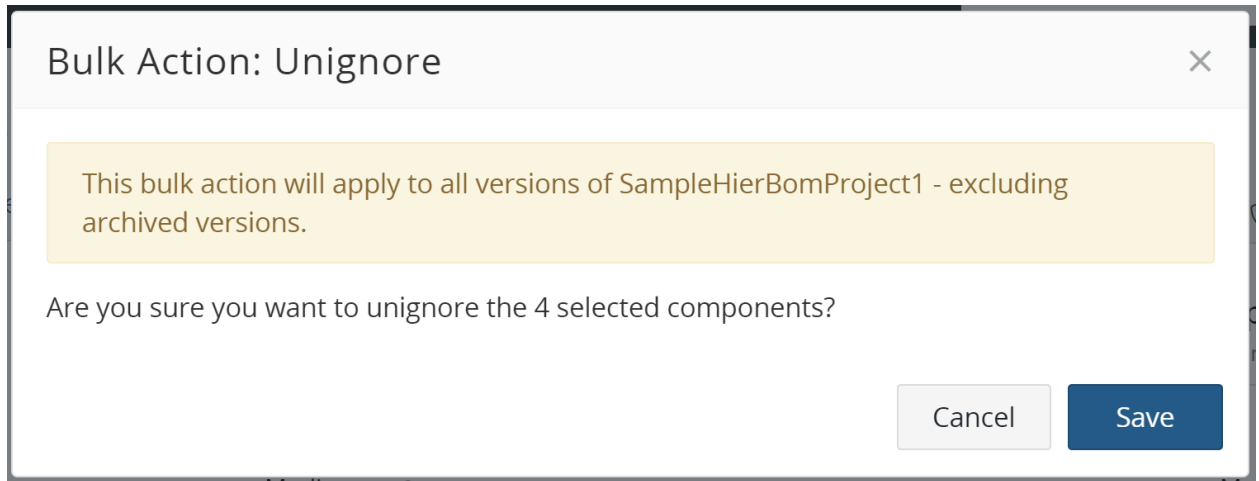 Bulk Action: Unignore
This bulk action will apply to all versions of SampleHierBomProject1 - excluding
archived versions.
Are you sure you want to unignore the 4 selected components?
Cancel
Save